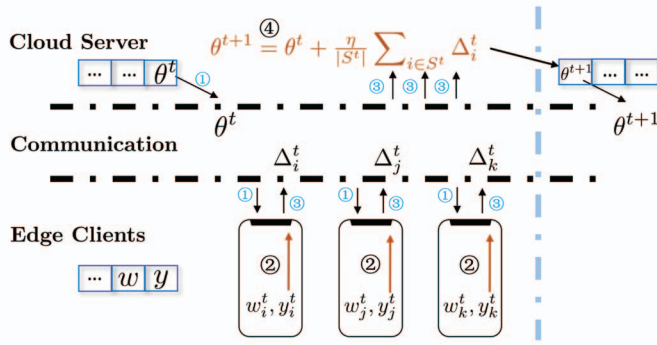 Cloud Server
④
θ^{t+1} = θ^t + \frac{η}{|S^t|} ∑_{i∈S^t} Δ_i^t
... ... θ^t
①
③ ③ ③
θ^{t+1} ... ...
θ^t
θ^{t+1}
Communication
Δ_i^t Δ_j^t Δ_k^t
① ③ ① ③ ① ③
Edge Clients
② ② ②
... w y
w_i^t, y_i^t w_j^t, y_j^t w_k^t, y_k^t